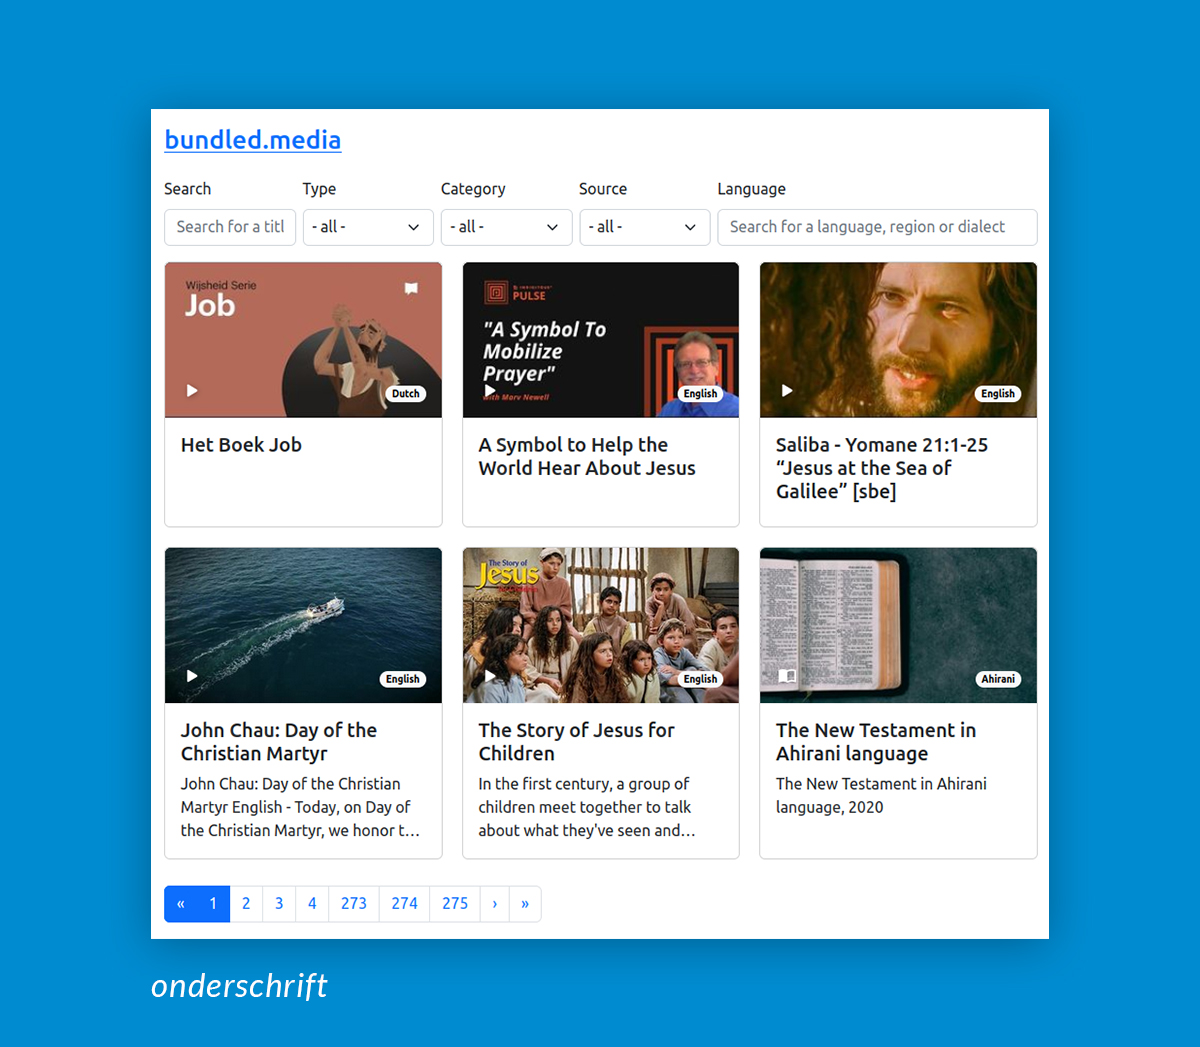 bundled.media
Search
Type
Category
Source
Language
Search for a titl
- all -
- all -
- all -
Search for a language, region or dialect
Wijsheid Serie
Job
Dutch
Het Boek Job
PULSE
"A Symbol To
Mobilize
Prayer"
with Marv Newell
English
A Symbol to Help the
World Hear About Jesus
English
Saliba - Yomane 21:1-25
“Jesus at the Sea of
Galilee” [sbe]
English
John Chau: Day of the
Christian Martyr
John Chau: Day of the Christian
Martyr English - Today, on Day of
the Christian Martyr, we honor t...
The Story of
Jesus
English
The Story of Jesus for
Children
In the first century, a group of
children meet together to talk
about what they've seen and...
Ahirani
The New Testament in
Ahirani language
The New Testament in Ahirani
language, 2020
« 1 2 3 4 273 274 275 › »
onderschrift